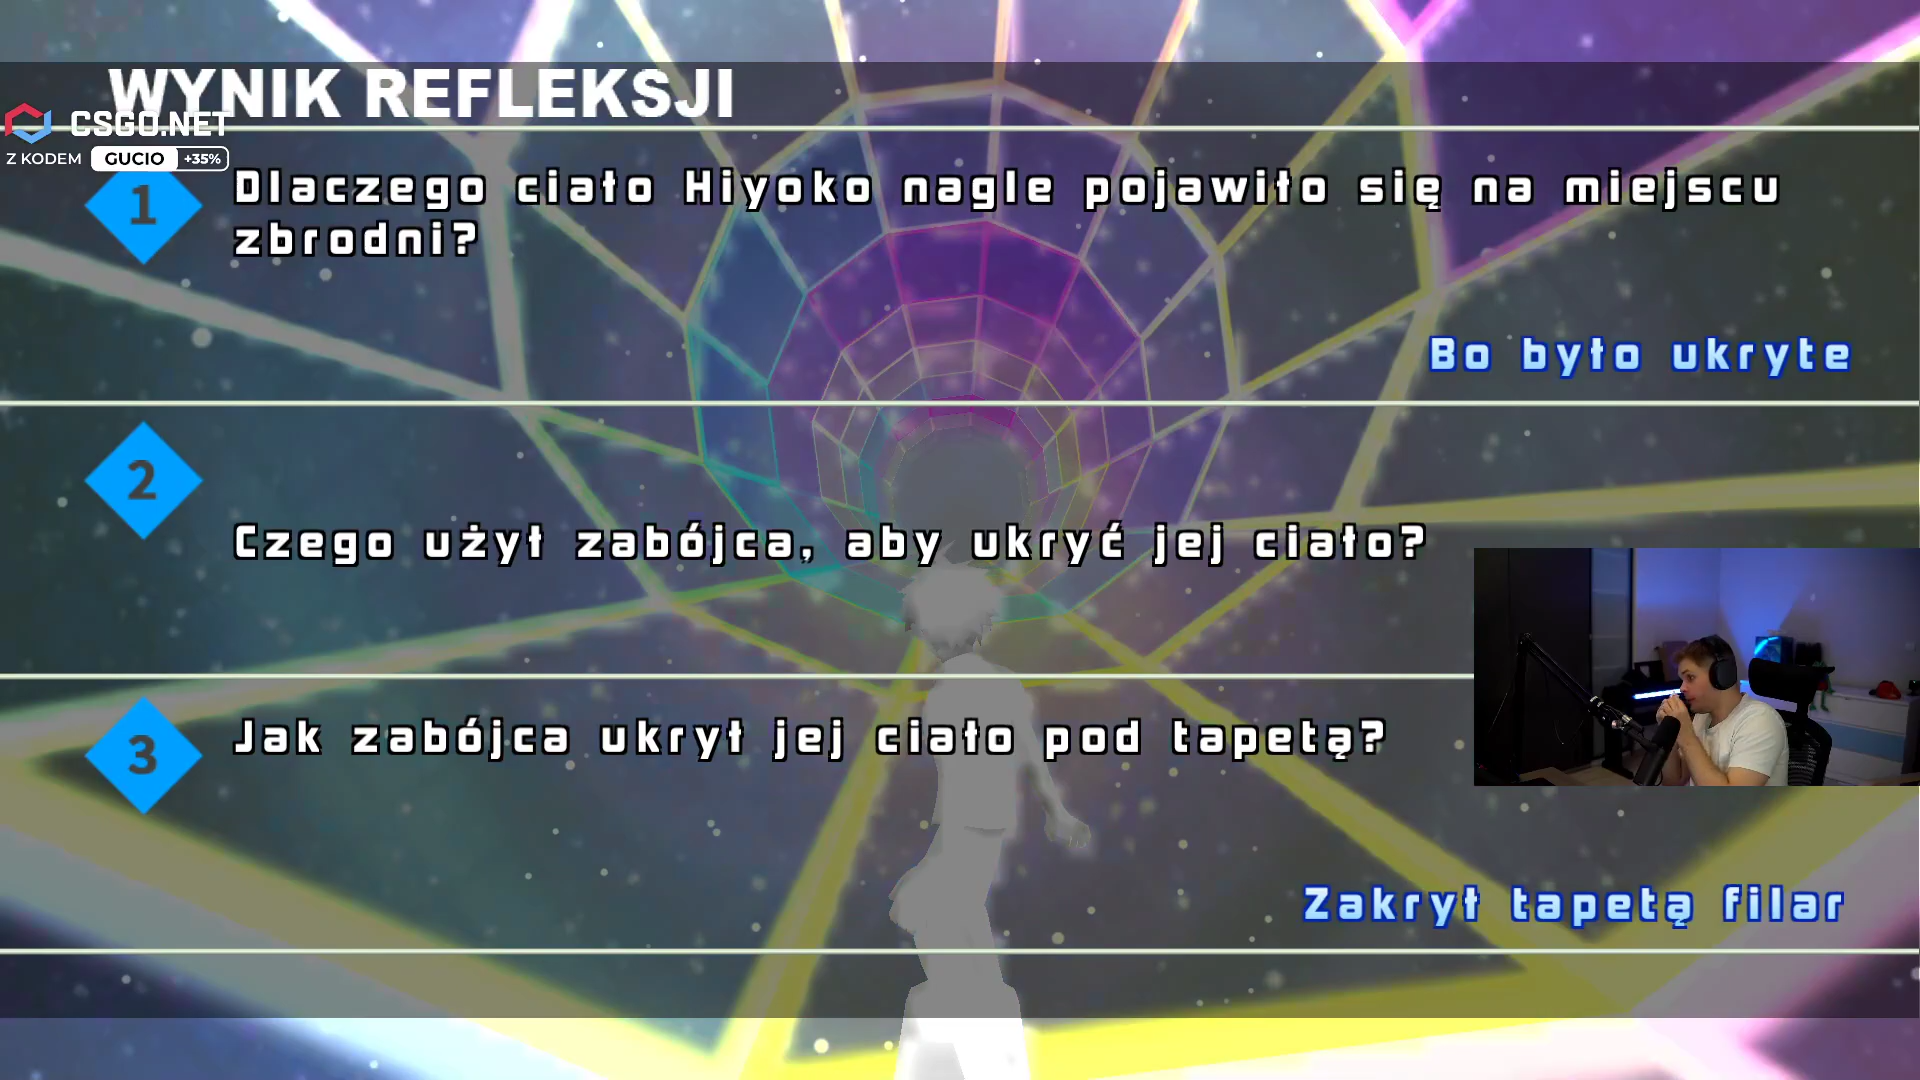 WYNIK REFLEKSJI
CSGO.NET
Z KODEM GUCIO +35%
1
Dlaczego ciało Hiyoko nagle pojawiło się na miejscu
zbrodni?
Bo było ukryte
2
Czego użył zabójca, aby ukryć jej ciało?
3
Jak zabójca ukrył jej ciało pod tapetą?
Zakrył tapetą filar